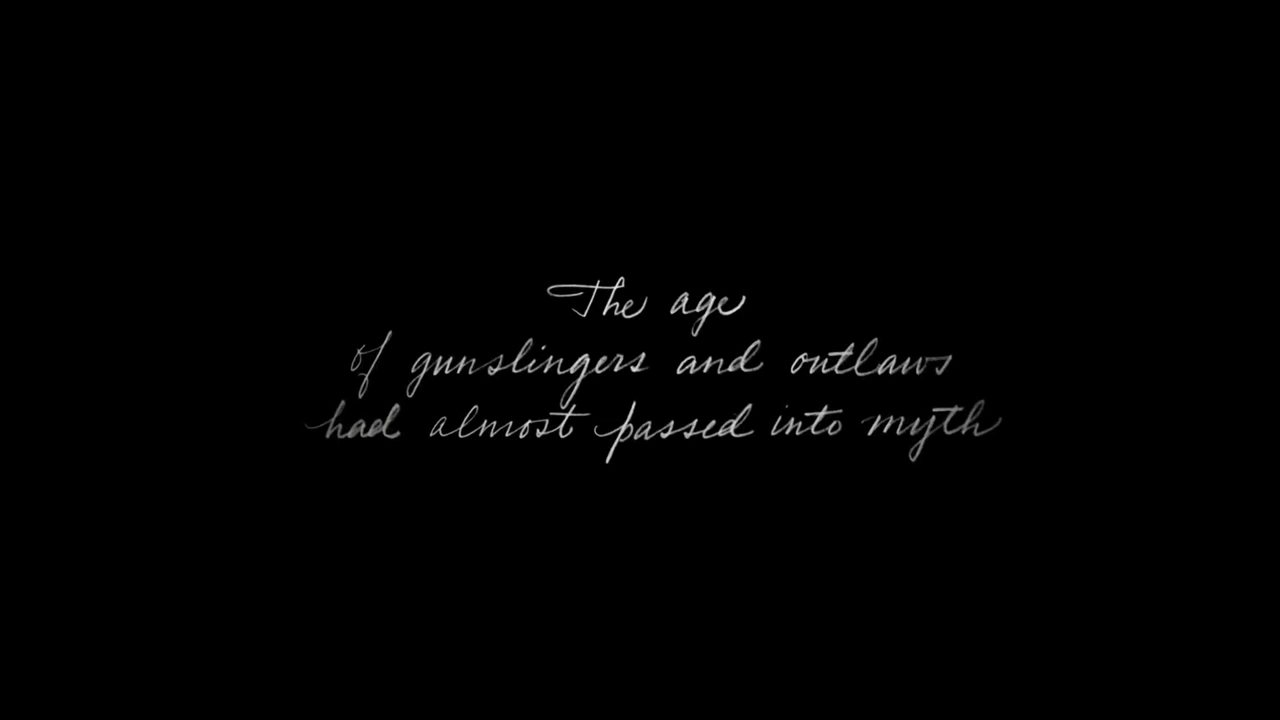 The age
of gunslingers and outlaws
had almost passed into myth